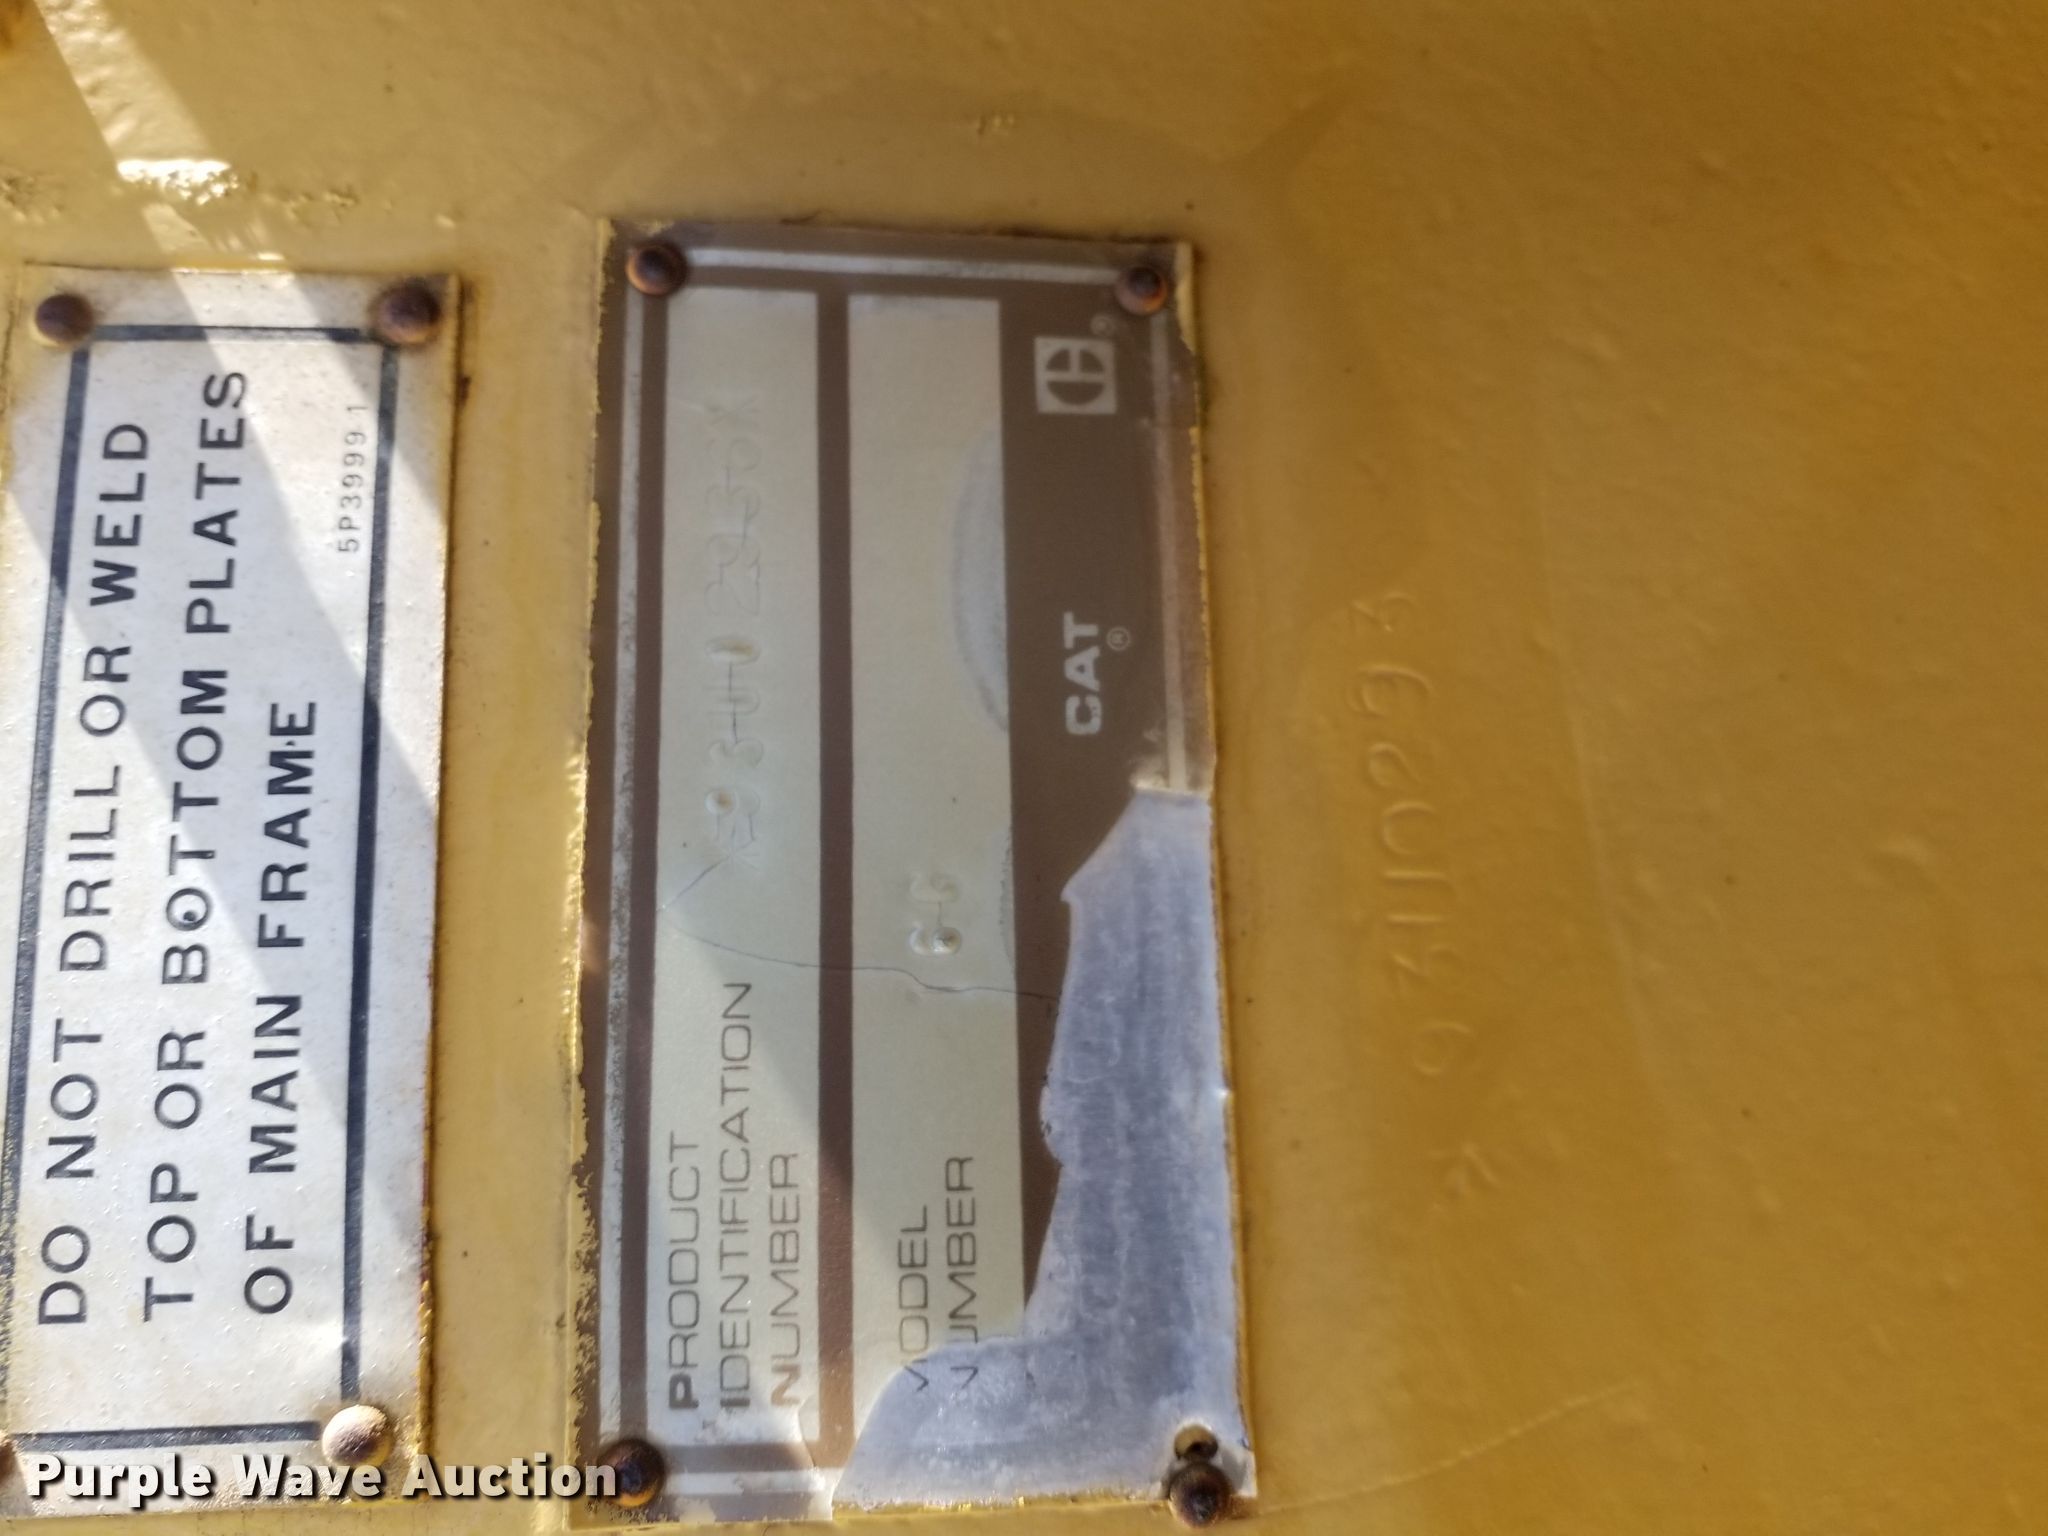 DO NOT DRILL OR WELD
TOP OR BOTTOM PLATES
OF MAIN FRAME
5P3999 1
PRODUCT
IDENTIFICATION
NUMBER
MODEL
NUMBER
6G
CAT
®
Purple Wave Auction